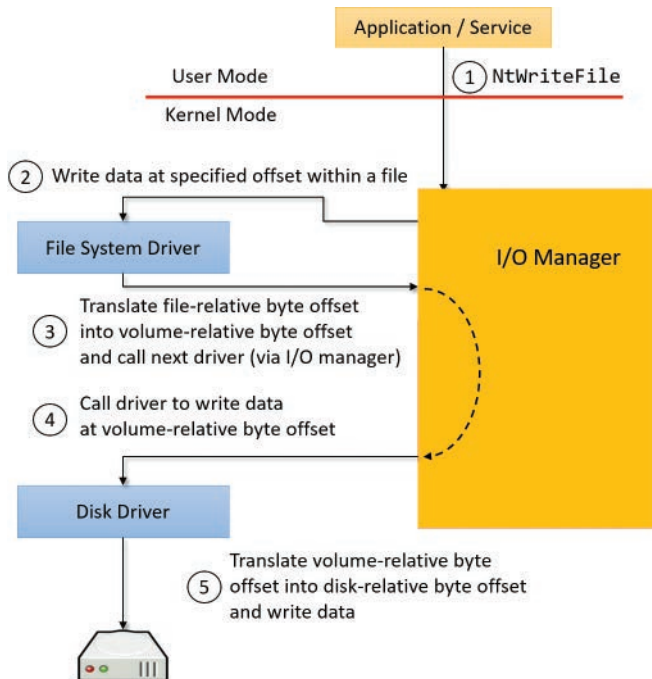 Application / Service
User Mode
① NtWriteFile
Kernel Mode
② Write data at specified offset within a file
File System Driver
I/O Manager
③ Translate file-relative byte offset
into volume-relative byte offset
and call next driver (via I/O manager)
④ Call driver to write data
at volume-relative byte offset
Disk Driver
⑤ Translate volume-relative byte
offset into disk-relative byte offset
and write data